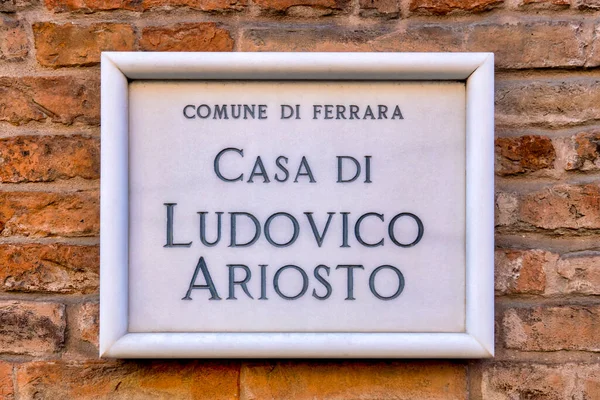 COMUNE DI FERRARA
CASA DI
LUDOVICO
ARIOSTO